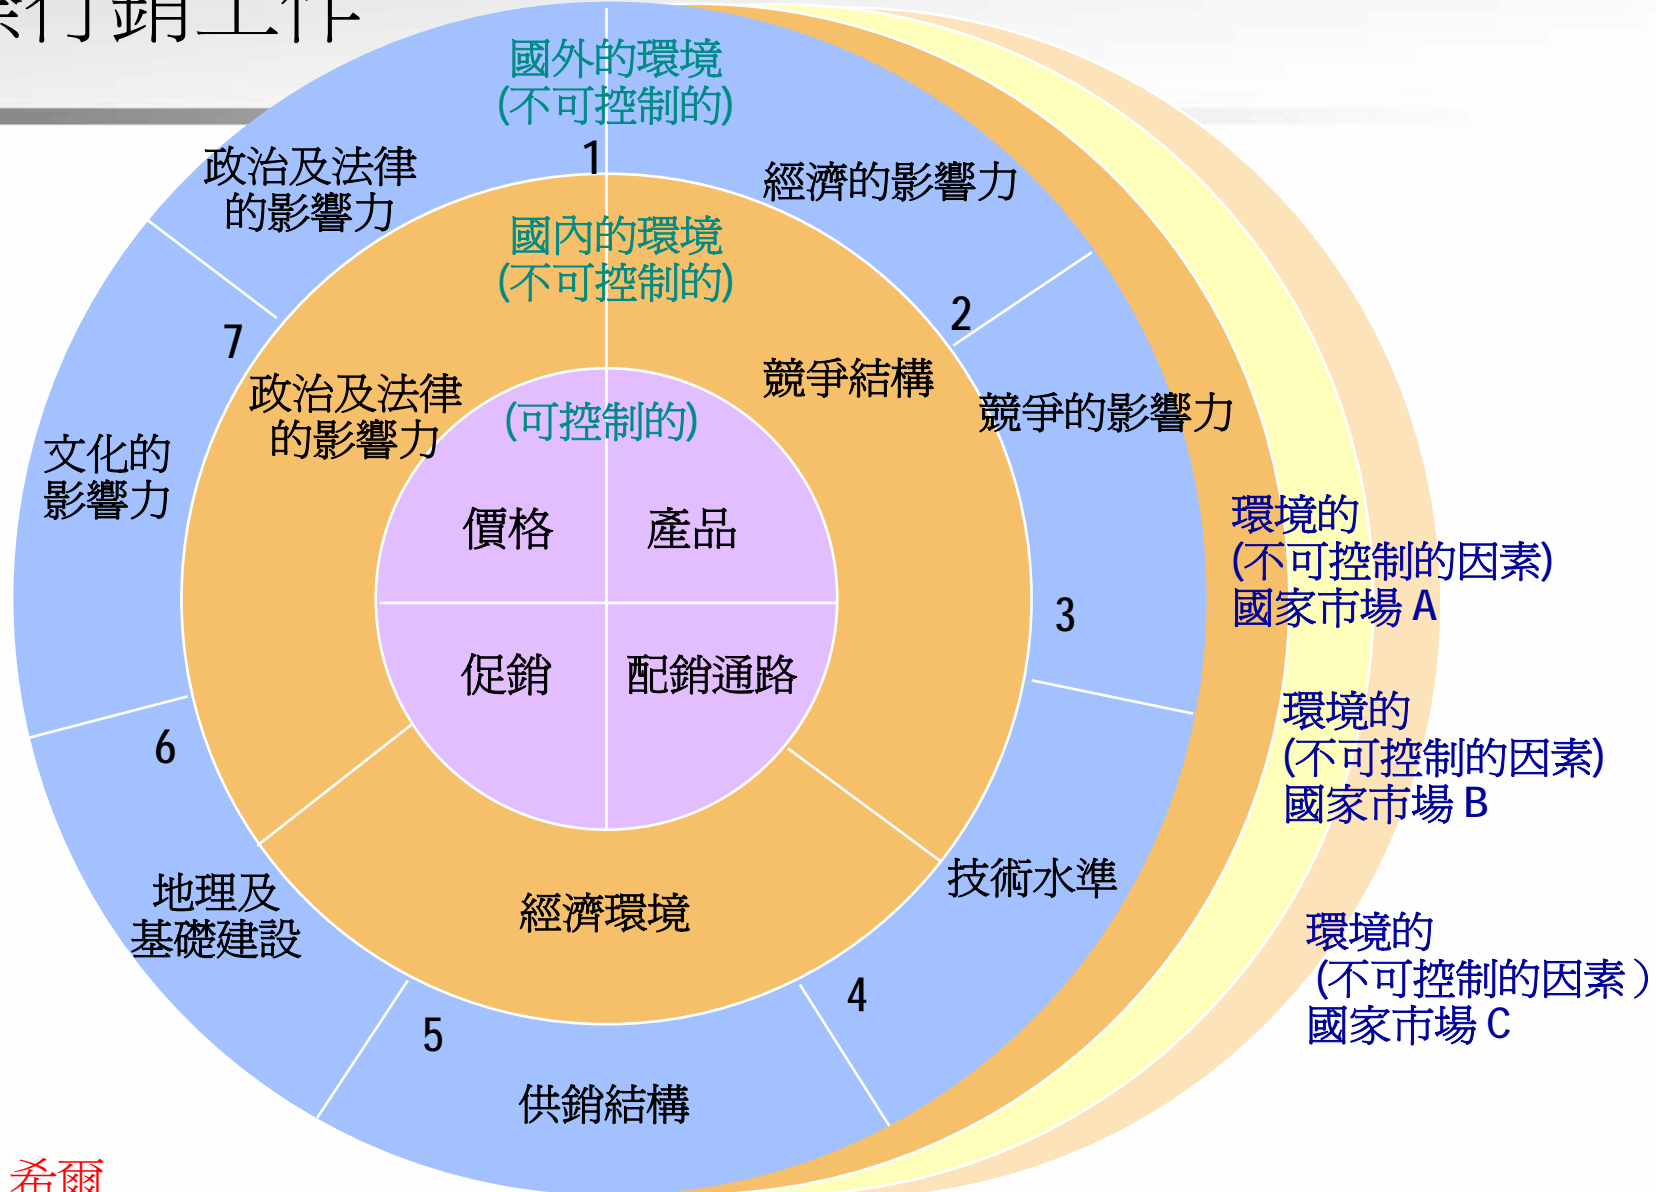 際行銷工作
國外的環境
(不可控制的)
1
政治及法律
的影響力
經濟的影響力
國內的環境
(不可控制的)
2
7
競爭結構
政治及法律
的影響力
競爭的影響力
(可控制的)
文化的
影響力
價格
產品
環境的
(不可控制的因素)
國家市場 A
3
促銷
配銷通路
環境的
(不可控制的因素)
國家市場 B
6
技術水準
地理及
基礎建設
經濟環境
環境的
(不可控制的因素）
國家市場 C
4
5
供銷結構
希爾